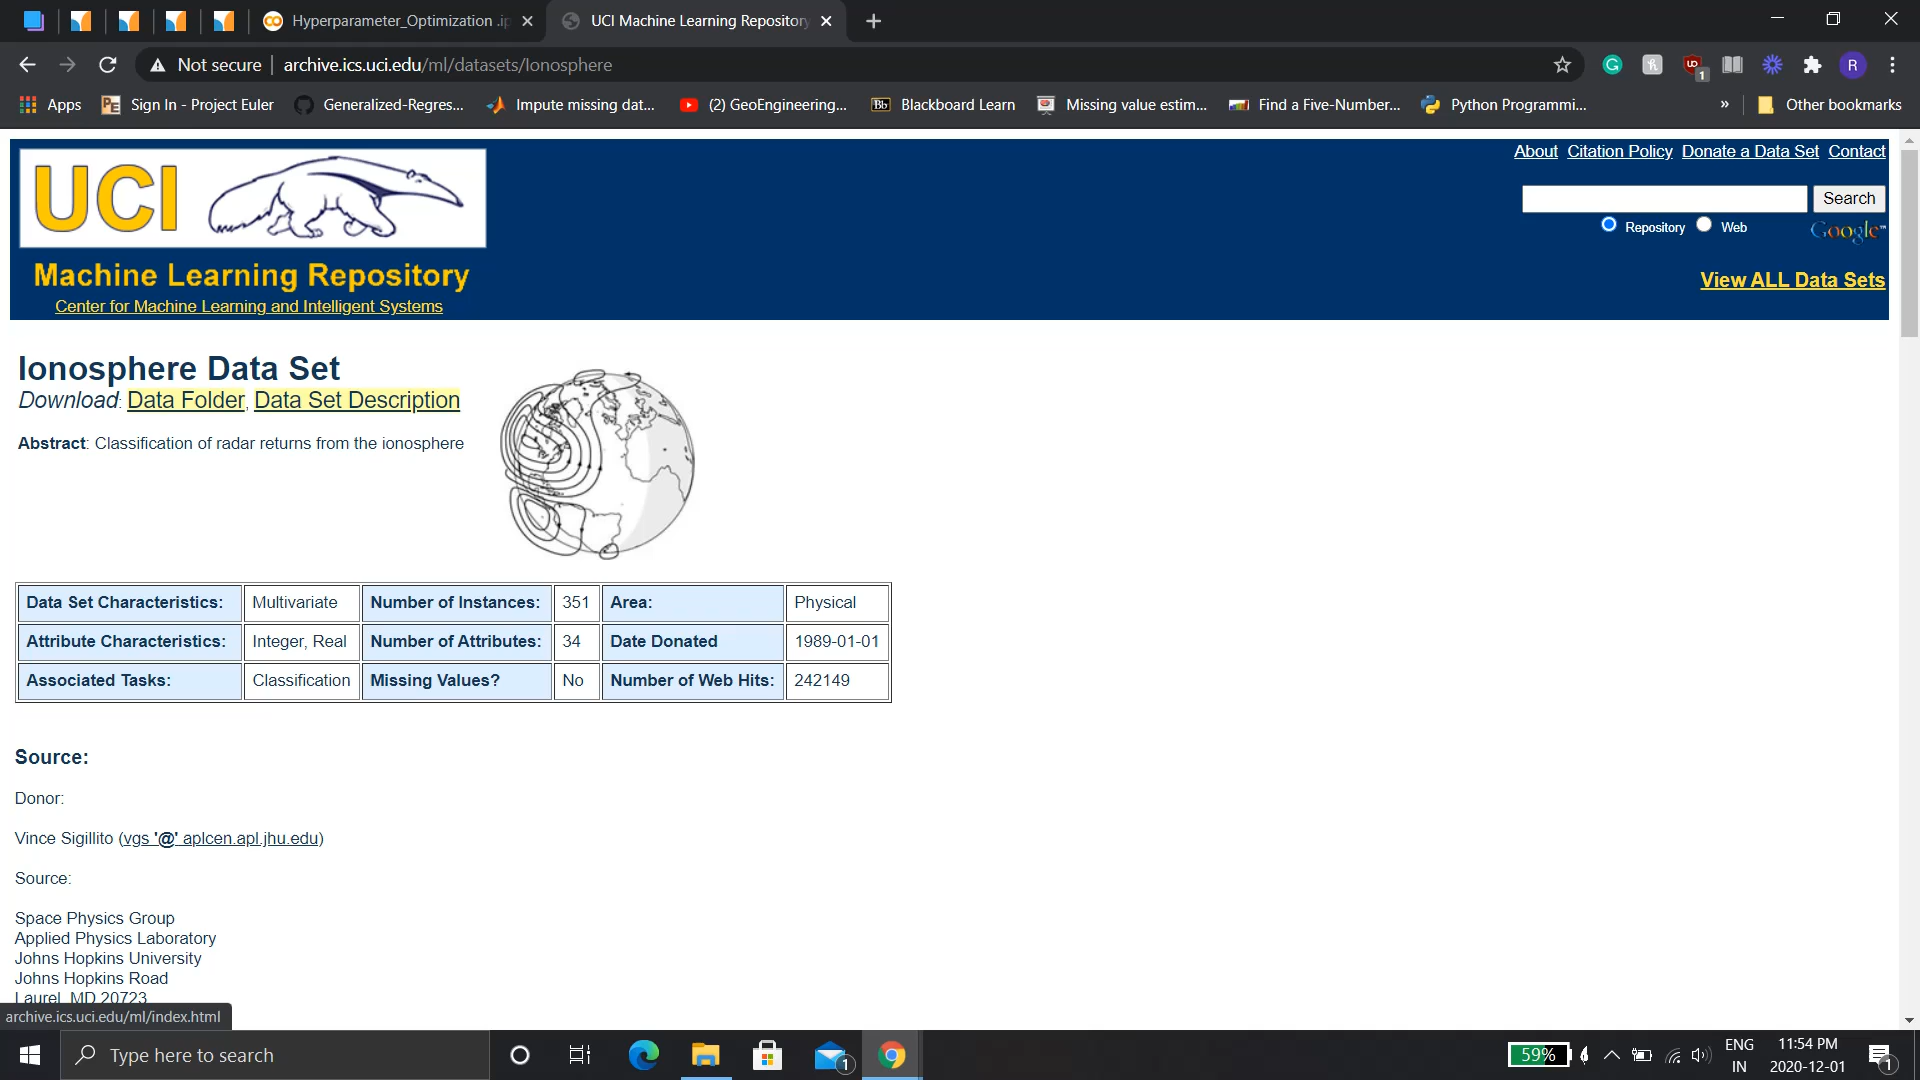 Hyperparameter_Optimization .ip
UCI Machine Learning Repository
Not secure
archive.ics.uci.edu/ml/datasets/Ionosphere
1
R
Apps
Sign In - Project Euler
Generalized-Regres...
Impute missing dat...
(2) GeoEngineering...
Bb
Blackboard Learn
Missing value estim...
Find a Five-Number...
Python Programmi...
»
Other bookmarks
UCI
Machine Learning Repository
Center for Machine Learning and Intelligent Systems
About Citation Policy Donate a Data Set Contact
Search
Repository Web
Google™
View ALL Data Sets
Ionosphere Data Set
Download: Data Folder, Data Set Description
Abstract: Classification of radar returns from the ionosphere
Data Set Characteristics: Multivariate Number of Instances: 351 Area: Physical
Attribute Characteristics: Integer, Real Number of Attributes: 34 Date Donated 1989-01-01
Associated Tasks: Classification Missing Values? No Number of Web Hits: 242149
Source:
Donor:
Vince Sigillito (vgs '@' aplcen.apl.jhu.edu)
Source:
Space Physics Group
Applied Physics Laboratory
Johns Hopkins University
Johns Hopkins Road
Laurel, MD 20723
archive.ics.uci.edu/ml/index.html
Type here to search
1
59%
ENG
IN
11:54 PM
2020-12-01
1